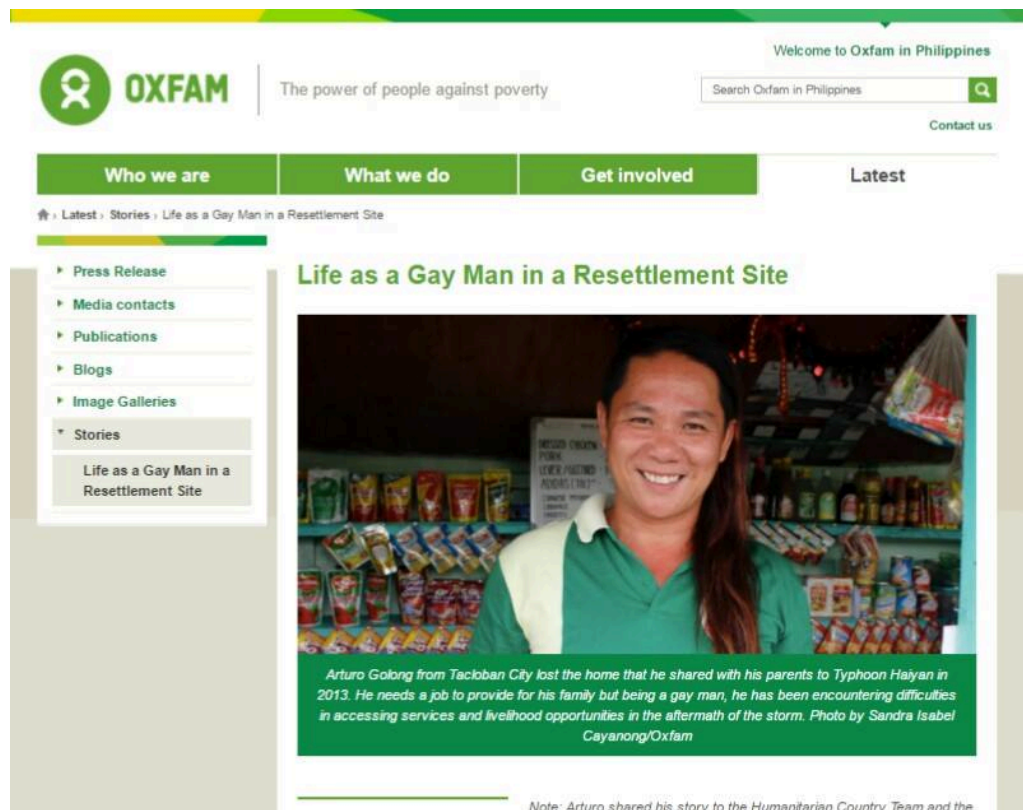 Welcome to Oxfam in Philippines
OXFAM
The power of people against poverty
Search Oxfam in Philippines
Contact us
Who we are
What we do
Get involved
Latest
› Latest › Stories › Life as a Gay Man in a Resettlement Site
Press Release
Media contacts
Publications
Blogs
Image Galleries
Stories
Life as a Gay Man in a
Resettlement Site
Life as a Gay Man in a Resettlement Site
PORK
Arturo Golong from Tacloban City lost the home that he shared with his parents to Typhoon Haiyan in
2013. He needs a job to provide for his family but being a gay man, he has been encountering difficulties
in accessing services and livelihood opportunities in the aftermath of the storm. Photo by Sandra Isabel
Cayanong/Oxfam
Note: Arturo shared his story to the Humanitarian Country Team and the